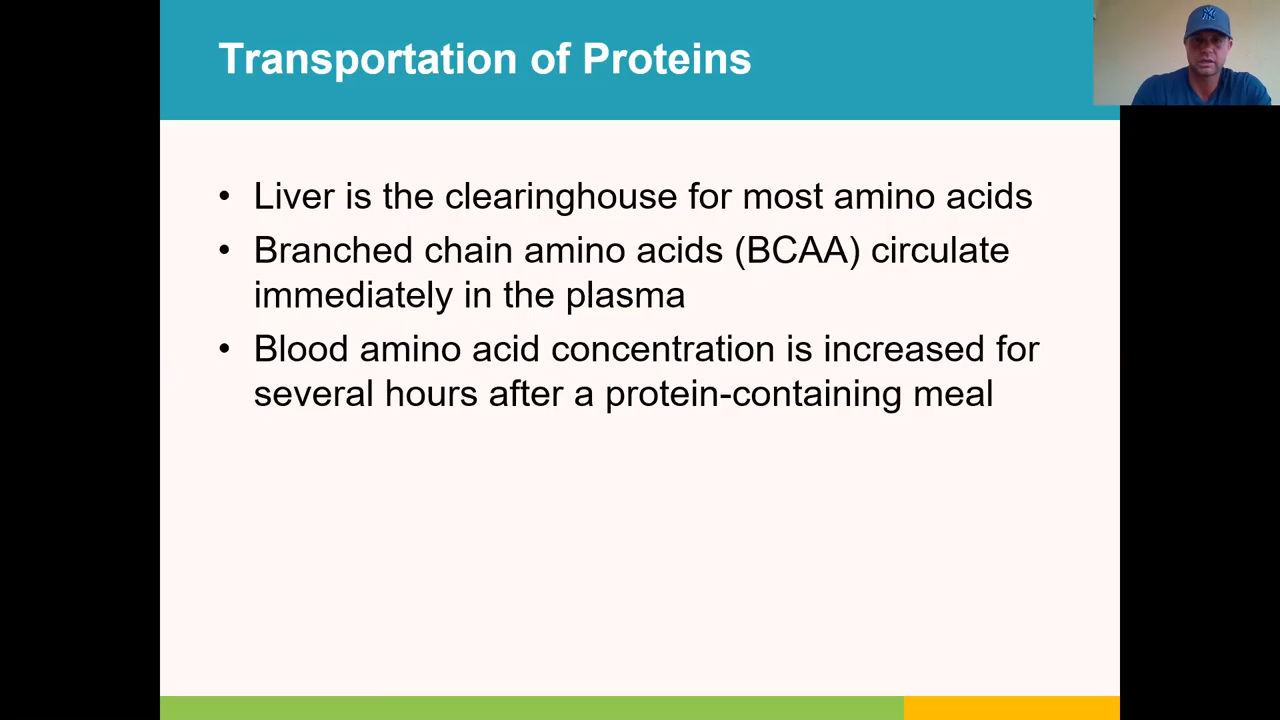 Transportation of Proteins
• Liver is the clearinghouse for most amino acids
• Branched chain amino acids (BCAA) circulate
immediately in the plasma
• Blood amino acid concentration is increased for
several hours after a protein-containing meal